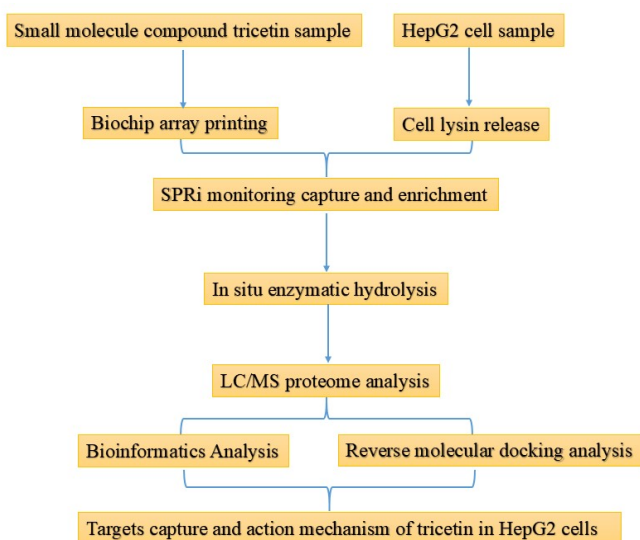 Small molecule compound tricetin sample
HepG2 cell sample
Biochip array printing
Cell lysin release
SPRi monitoring capture and enrichment
In situ enzymatic hydrolysis
LC/MS proteome analysis
Bioinformatics Analysis
Reverse molecular docking analysis
Targets capture and action mechanism of tricetin in HepG2 cells